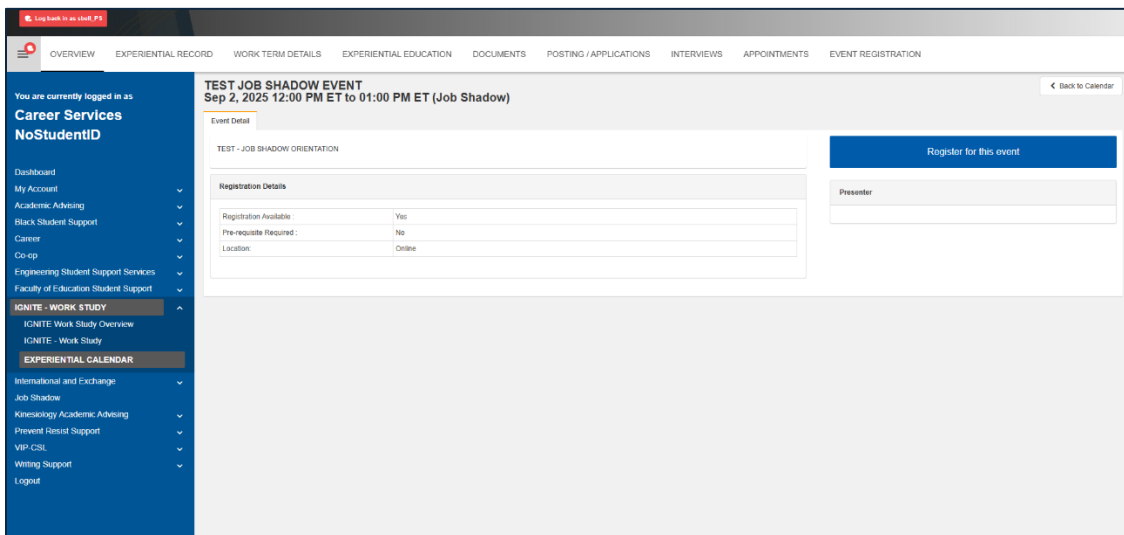 Log back in as sbell_PS
OVERVIEW EXPERIENTIAL RECORD WORK TERM DETAILS EXPERIENTIAL EDUCATION DOCUMENTS POSTING / APPLICATIONS INTERVIEWS APPOINTMENTS EVENT REGISTRATION
You are currently logged in as
Career Services
NoStudentID
Dashboard
My Account
Academic Advising
Black Student Support
Career
Co-op
Engineering Student Support Services
Faculty of Education Student Support
IGNITE - WORK STUDY
IGNITE Work Study Overview
IGNITE - Work Study
EXPERIENTIAL CALENDAR
International and Exchange
Job Shadow
Kinesiology Academic Advising
Prevent Resist Support
VIP-CSL
Writing Support
Logout
TEST JOB SHADOW EVENT
Sep 2, 2025 12:00 PM ET to 01:00 PM ET (Job Shadow)
Back to Calendar
Event Detail
TEST - JOB SHADOW ORIENTATION
Registration Details
Registration Available : Yes
Pre-requisite Required : No
Location: Online
Register for this event
Presenter